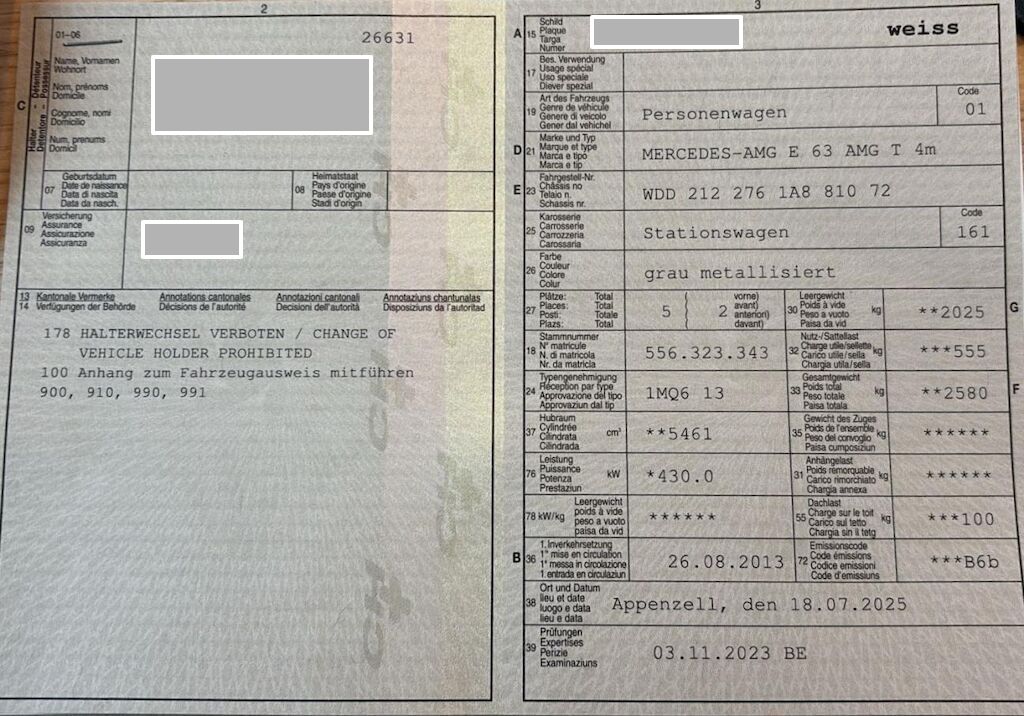 2
01-06
26631
C
Halter - Détenteur
Detentore - Possessur
Name, Vornamen
Wohnort
Nom, prénoms
Domicile
Cognome, nomi
Domicilio
Num, prenums
Domicil
07
Geburtsdatum
Date de naissance
Data di nascita
Data da nasch.
08
Heimatstaat
Pays d'origine
Paese d'origine
Stadi d'origin
09
Versicherung
Assurance
Assicurazione
Assicuranza
13 Kantonale Vermerke Annotations cantonales Annotazioni cantonali Annotaziuns chantunalas
14 Verfügungen der Behörde Décisions de l'autorité Decisioni dell'autorità Disposiziuns da l'autoritad
178 HALTERWECHSEL VERBOTEN / CHANGE OF
VEHICLE HOLDER PROHIBITED
100 Anhang zum Fahrzeugausweis mitführen
900, 910, 990, 991
CH
CH
CH
CH
3
A 15
Schild
Plaque
Targa
Numer
weiss
17
Bes. Verwendung
Usage spécial
Uso speciale
Diever spezial
19
Art des Fahrzeugs
Genre de véhicule
Genere di veicolo
Gener dal vehichel
Personenwagen
Code
01
D 21
Marke und Typ
Marque et type
Marca e tipo
Marca e tip
MERCEDES-AMG E 63 AMG T 4m
E 23
Fahrgestell-Nr.
Châssis no
Telaio n.
Schassis nr.
WDD 212 276 1A8 810 72
25
Karosserie
Carrosserie
Carrozzeria
Carossaria
Stationswagen
Code
161
26
Farbe
Couleur
Colore
Colur
grau metallisiert
27
Plätze: Total
Places: Total
Posti: Totale
Plazs: Total
5
2
vorne)
avant)
anteriori)
davant)
30
Leergewicht
Poids à vide
Peso a vuoto
Paisa da vid
kg
**2025
G
18
Stammnummer
N° matricule
N. di matricola
Nr. da matricla
556.323.343
32
Nutz-/Sattellast
Charge utile/sellette
Carico utile/sella
Chargia utila/sella
kg
***555
24
Typengenehmigung
Réception par type
Approvazione del tipo
Approvaziun dal tip
1MQ6 13
33
Gesamtgewicht
Poids total
Peso totale
Paisa totala
kg
**2580
F
37
Hubraum
Cylindrée
Cilindrata
Cilindrada
cm³
**5461
35
Gewicht des Zuges
Poids de l'ensemble
Peso del convoglio
Paisa cumposiziun
kg
******
76
Leistung
Puissance
Potenza
Prestaziun
kW
*430.0
31
Anhängelast
Poids remorquable
Carico rimorchiato
Chargia annexa
kg
******
78 kW/kg
Leergewicht
poids à vide
peso a vuoto
paisa da vid
******
55
Dachlast
Charge sur le toit
Carico sul tetto
Chargia sin il tetg
kg
***100
B 36
1. Inverkehrsetzung
1re mise en circulation
1a messa in circolazione
1. entrada en circulaziun
26.08.2013
72
Emissionscode
Code émissions
Codice emissioni
Code d'emissiuns
***B6b
38
Ort und Datum
lieu et date
luogo e data
lieu e data
Appenzell, den 18.07.2025
39
Prüfungen
Expertises
Perizie
Examinaziuns
03.11.2023 BE